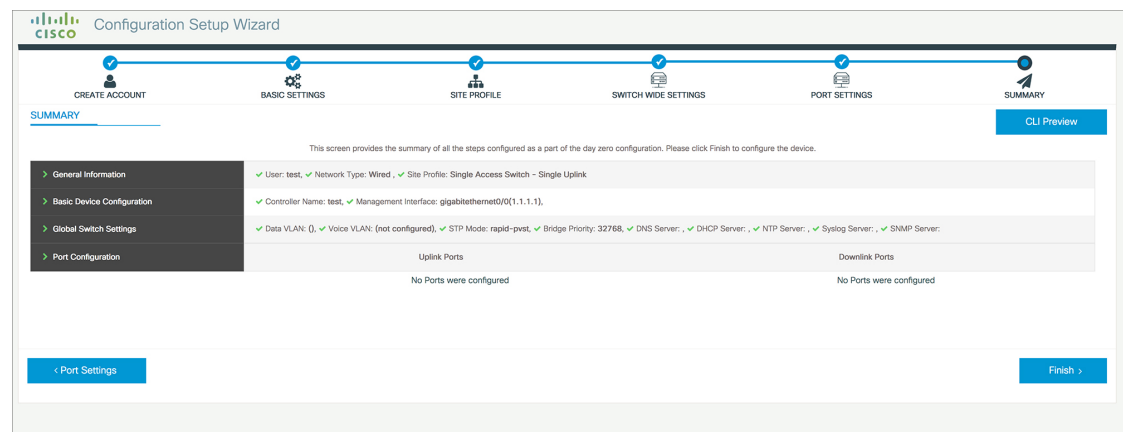 CISCO
Configuration Setup Wizard
CREATE ACCOUNT
BASIC SETTINGS
SITE PROFILE
SWITCH WIDE SETTINGS
PORT SETTINGS
SUMMARY
SUMMARY
CLI Preview
This screen provides the summary of all the steps configured as a part of the day zero configuration. Please click Finish to configure the device.
General Information
User: test, Network Type: Wired , Site Profile: Single Access Switch - Single Uplink
Basic Device Configuration
Controller Name: test, Management Interface: gigabitethernet0/0(1.1.1.1),
Global Switch Settings
Data VLAN: (), Voice VLAN: (not configured), STP Mode: rapid-pvst, Bridge Priority: 32768, DNS Server: , DHCP Server: , NTP Server: , Syslog Server: , SNMP Server:
Port Configuration
Uplink Ports
Downlink Ports
No Ports were configured
No Ports were configured
< Port Settings
Finish >